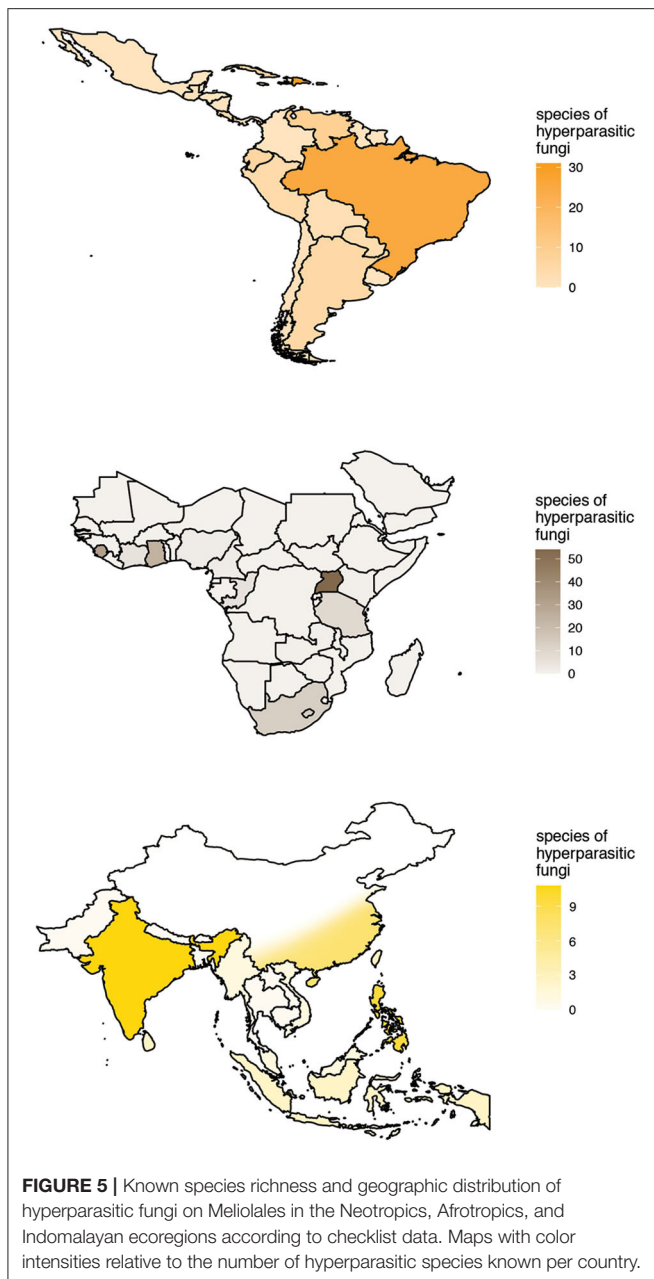 species of
hyperparasitic
fungi
30
20
10
0
species of
hyperparasitic
fungi
50
40
30
20
10
0
species of
hyperparasitic
fungi
9
6
3
0
FIGURE 5 | Known species richness and geographic distribution of
hyperparasitic fungi on Meliolales in the Neotropics, Afrotropics, and
Indomalayan ecoregions according to checklist data. Maps with color
intensities relative to the number of hyperparasitic species known per country.